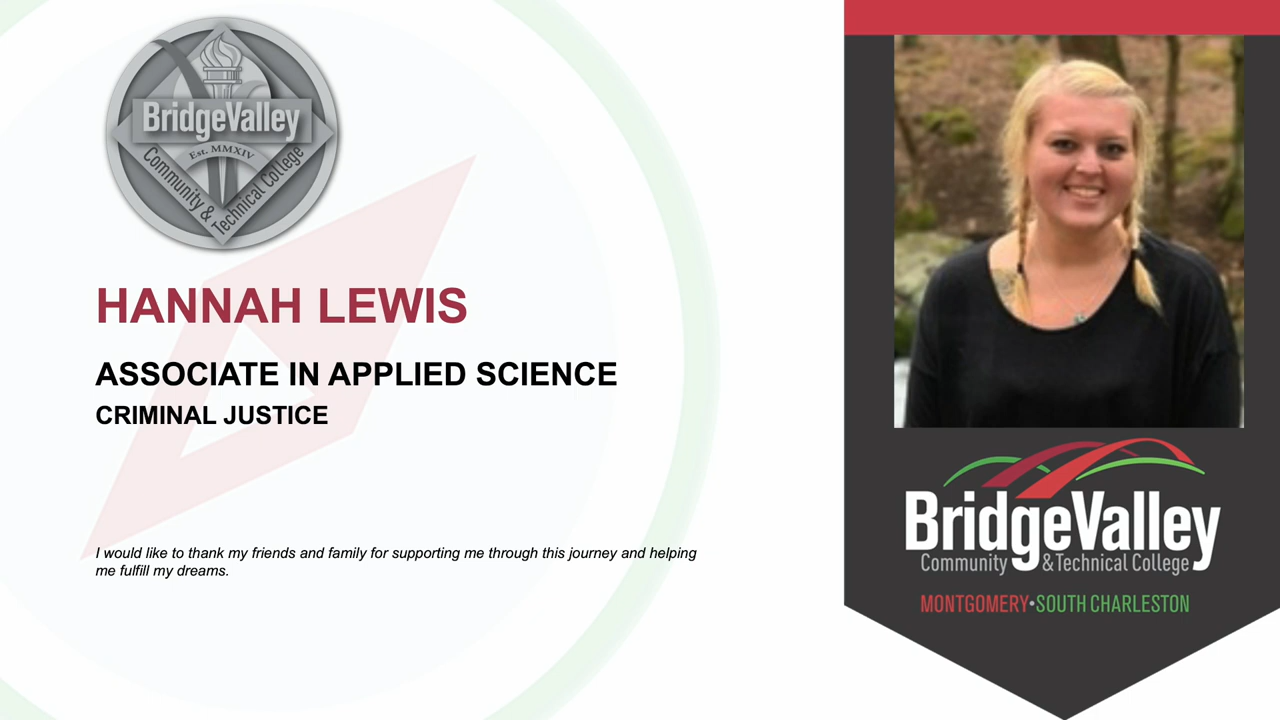 BridgeValley
Est. MMXIV
Community & Technical College
HANNAH LEWIS
ASSOCIATE IN APPLIED SCIENCE
CRIMINAL JUSTICE
I would like to thank my friends and family for supporting me through this journey and helping
me fulfill my dreams.
BridgeValley
Community & Technical College
MONTGOMERY•SOUTH CHARLESTON